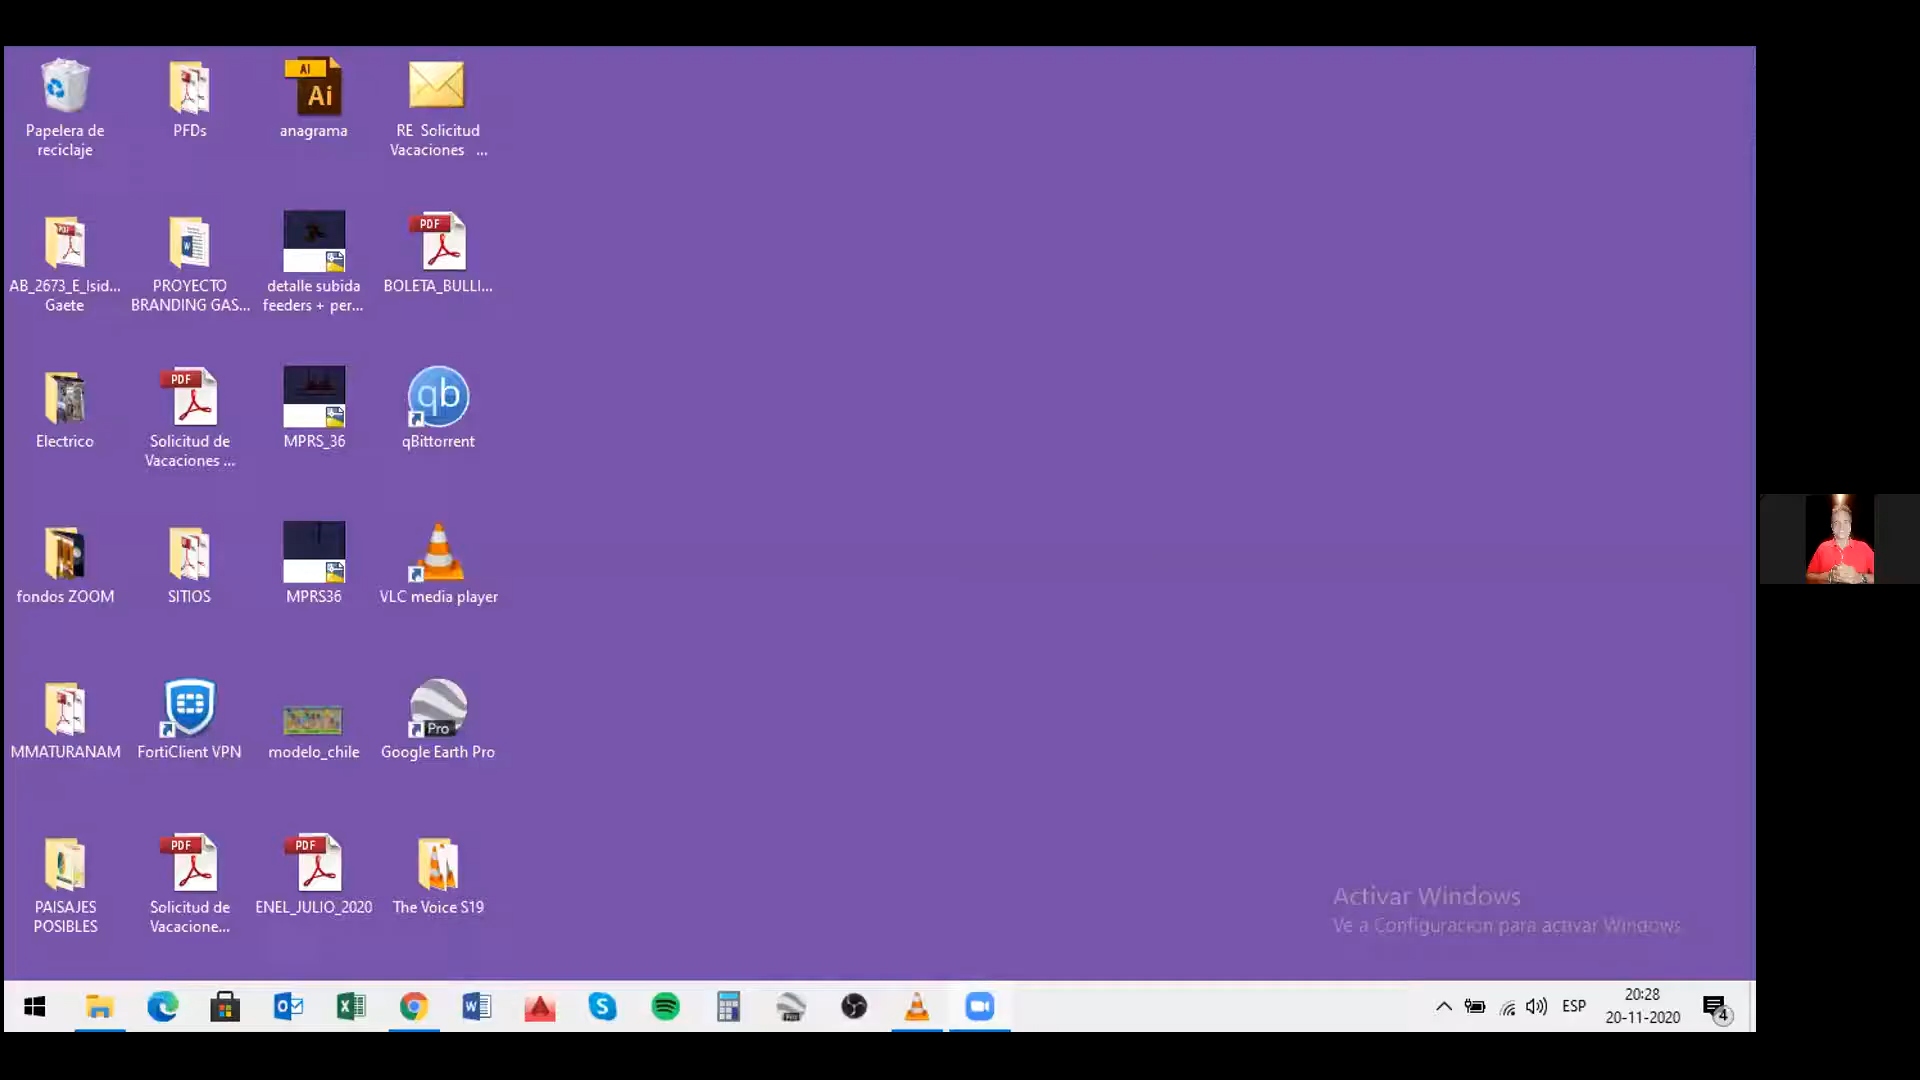 Papelera de
reciclaje
PFDs
Ai
Ai
anagrama
RE Solicitud
Vacaciones ...
PDF
AB_2673_E_Isid...
Gaete
W
PROYECTO
BRANDING GAS...
detalle subida
feeders + per...
PDF
BOLETA_BULLI...
Electrico
PDF
Solicitud de
Vacaciones ...
MPRS_36
qb
qBittorrent
fondos ZOOM
SITIOS
MPRS36
VLC media player
MMATURANAM
FortiClient VPN
modelo_chile
Pro
Google Earth Pro
PAISAJES
POSIBLES
PDF
Solicitud de
Vacacione...
PDF
ENEL_JULIO_2020
The Voice S19
Activar Windows
Ve a Configuración para activar Windows.
ESP
20:28
20-11-2020
4